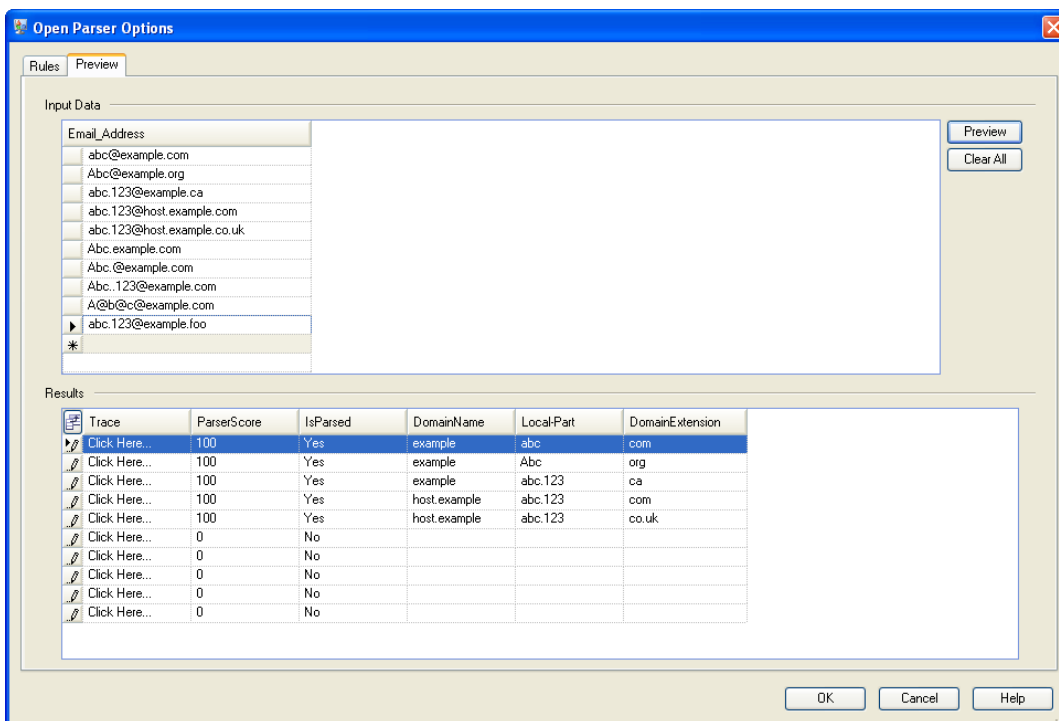 Open Parser Options
Rules Preview
Input Data
Email_Address
abc@example.com
Abc@example.org
abc.123@example.ca
abc.123@host.example.com
abc.123@host.example.co.uk
Abc.example.com
Abc.@example.com
Abc..123@example.com
A@b@c@example.com
abc.123@example.foo
Preview
Clear All
Results
Trace ParserScore IsParsed DomainName Local-Part DomainExtension
Click Here... 100 Yes example abc com
Click Here... 100 Yes example Abc org
Click Here... 100 Yes example abc.123 ca
Click Here... 100 Yes host.example abc.123 com
Click Here... 100 Yes host.example abc.123 co.uk
Click Here... 0 No
Click Here... 0 No
Click Here... 0 No
Click Here... 0 No
Click Here... 0 No
OK Cancel Help